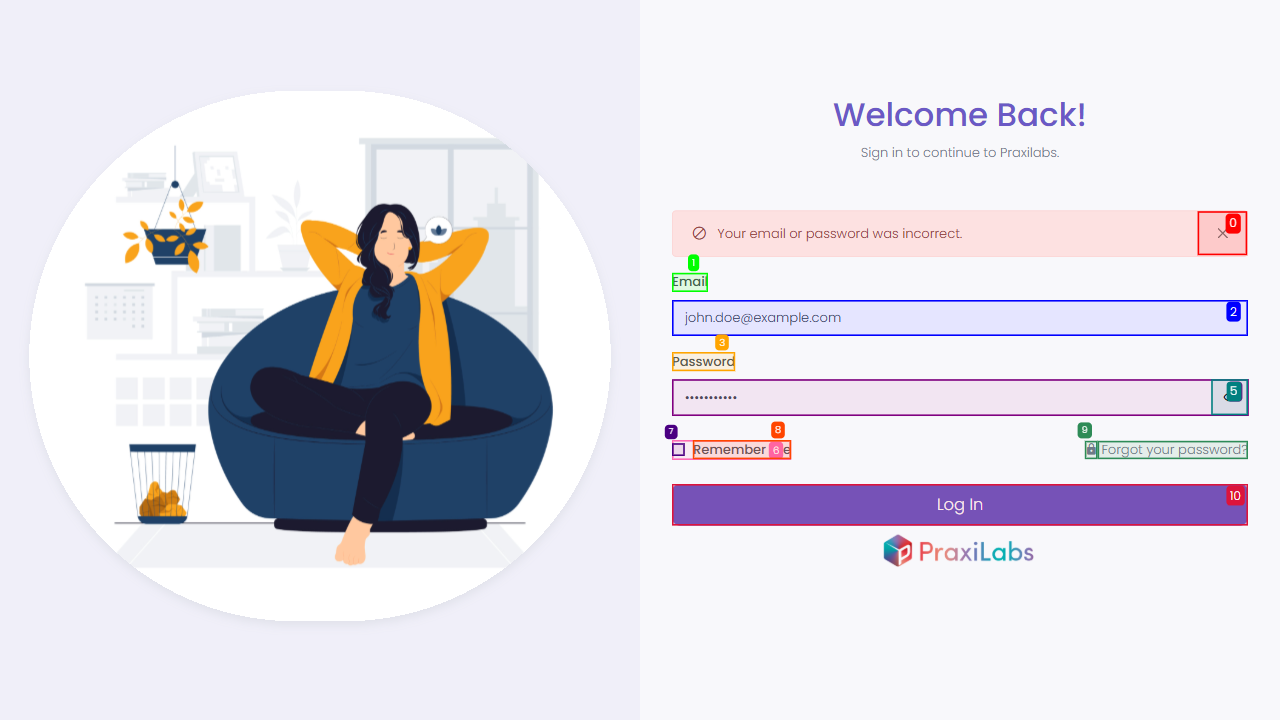 Welcome Back!
Sign in to continue to Praxilabs.
Your email or password was incorrect.
0
1
Email
john.doe@example.com
2
3
Password
•••••••••••
5
7
8
9
Remember
6
e
Forgot your password?
Log In
10
PraxiLabs